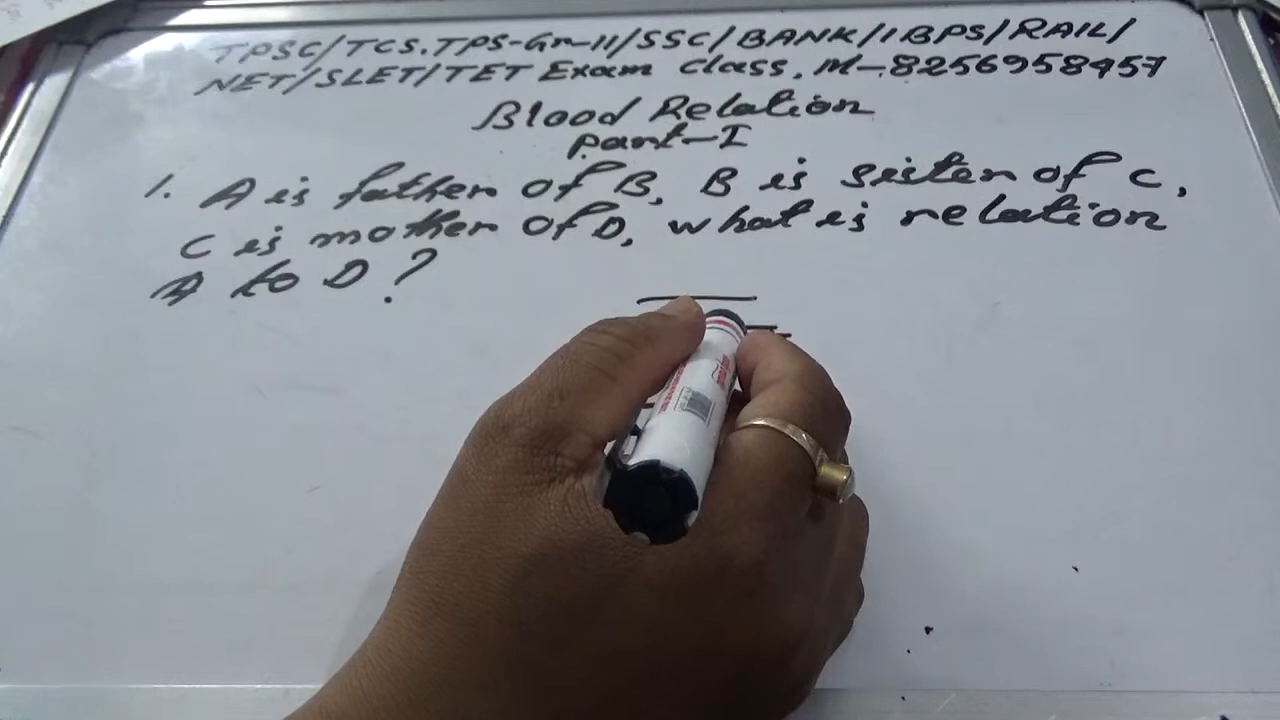 TPSC/TCS.TPS-Gr-II/SSC/BANK/IBPS/RAIL/
NET/SLET/TET Exam Class. M-8256958457
Blood Relation
Part-I
1. A is father of B, B is sister of C,
C is mother of D, what is relation
A to D?